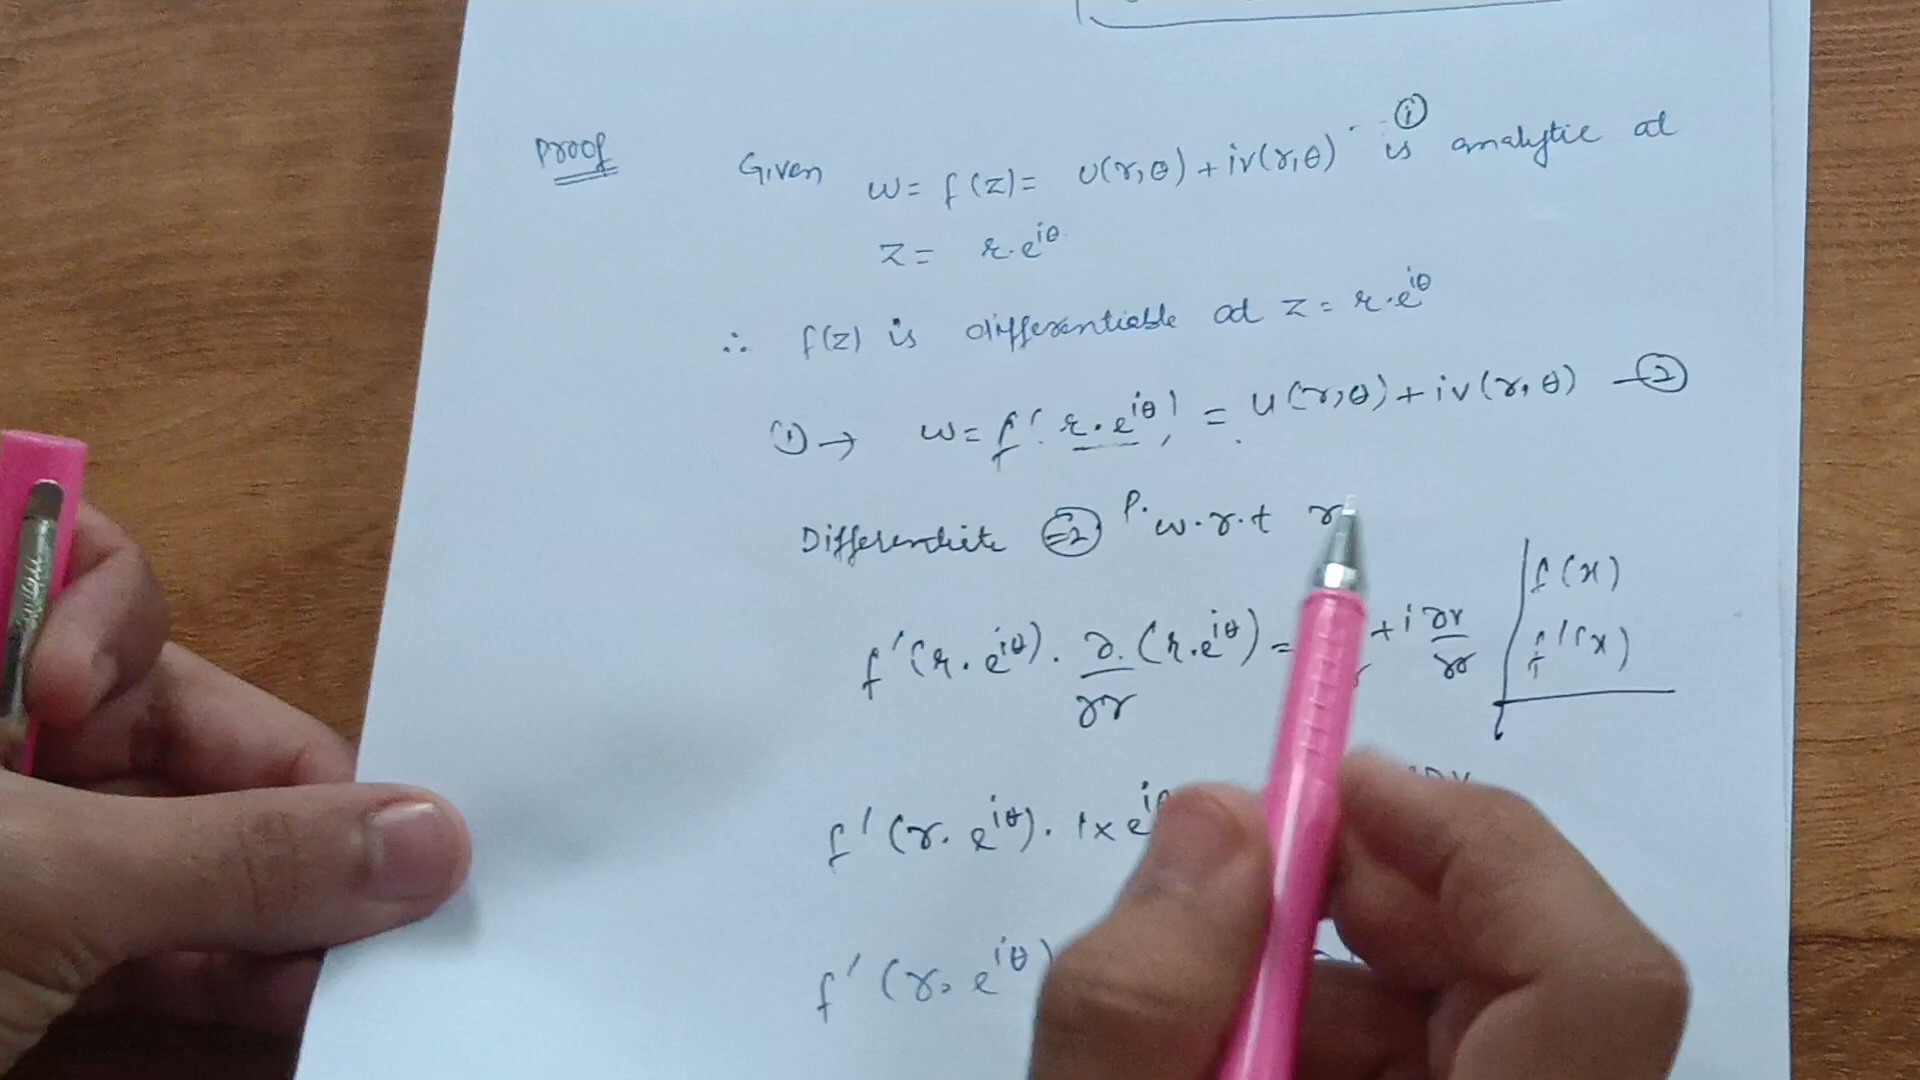 Proof Given w = f(z) = u(r,θ) + iv(r,θ) ① is analytic at
z = r.e^{iθ}
∴ f(z) is differentiable at z = r.e^{iθ}
① → w = f(r.e^{iθ}) = u(r,θ) + iv(r,θ) —②
Differentiate ② P. w.r.t r
f(x)
f'(r.e^{iθ}). ∂/∂r (r.e^{iθ}) = + i ∂v/∂r
f'(x)
f'(r.e^{iθ}). 1×e
f'(r.e^{iθ})